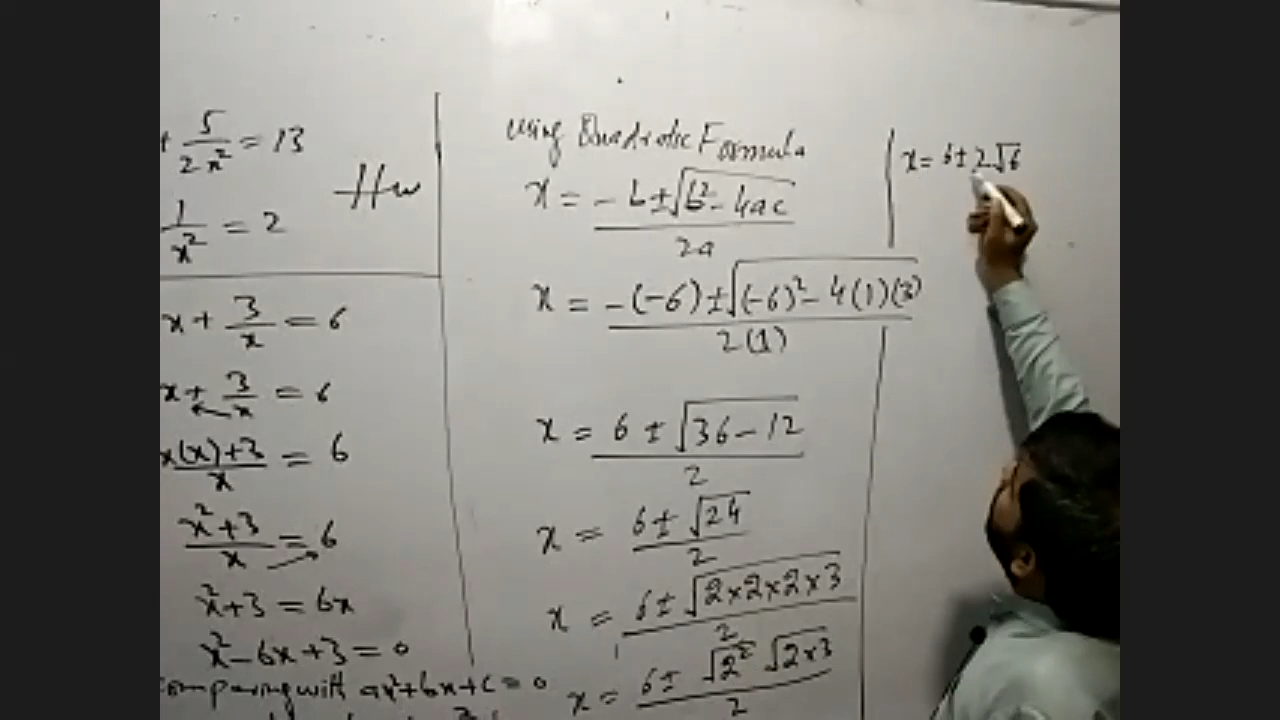 + 5/2x² = 13
1/x² = 2
Hw
x + 3/x = 6
x + 3/x = 6
x(x)+3/x = 6
x²+3/x = 6
x²+3 = 6x
x²-6x+3 = 0
comparing with ax²+bx+c = 0
using Quadratic Formula
x = -b±√b²-4ac/2a
x = -(-6)±√(-6)²-4(1)(3)/2(1)
x = 6±√36-12/2
x = 6±√24/2
x = 6±√2×2×2×3/2
x = 6±√2² √2×3/2
x = 6±2√6